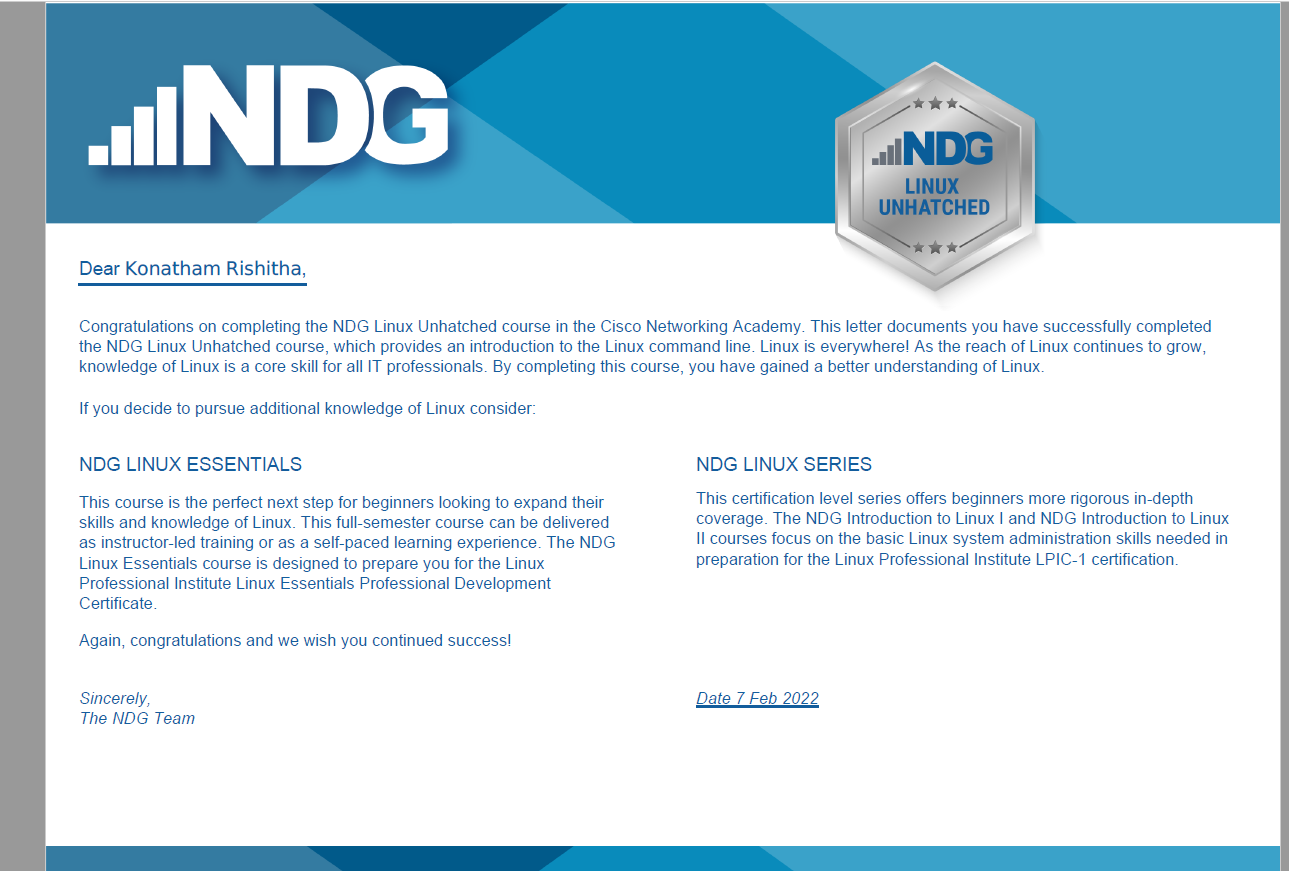 NDG
NDG
LINUX
UNHATCHED
Dear Konatham Rishitha,
Congratulations on completing the NDG Linux Unhatched course in the Cisco Networking Academy. This letter documents you have successfully completed
the NDG Linux Unhatched course, which provides an introduction to the Linux command line. Linux is everywhere! As the reach of Linux continues to grow,
knowledge of Linux is a core skill for all IT professionals. By completing this course, you have gained a better understanding of Linux.
If you decide to pursue additional knowledge of Linux consider:
NDG LINUX ESSENTIALS
This course is the perfect next step for beginners looking to expand their
skills and knowledge of Linux. This full-semester course can be delivered
as instructor-led training or as a self-paced learning experience. The NDG
Linux Essentials course is designed to prepare you for the Linux
Professional Institute Linux Essentials Professional Development
Certificate.
Again, congratulations and we wish you continued success!
NDG LINUX SERIES
This certification level series offers beginners more rigorous in-depth
coverage. The NDG Introduction to Linux I and NDG Introduction to Linux
II courses focus on the basic Linux system administration skills needed in
preparation for the Linux Professional Institute LPIC-1 certification.
Sincerely,
The NDG Team
Date 7 Feb 2022